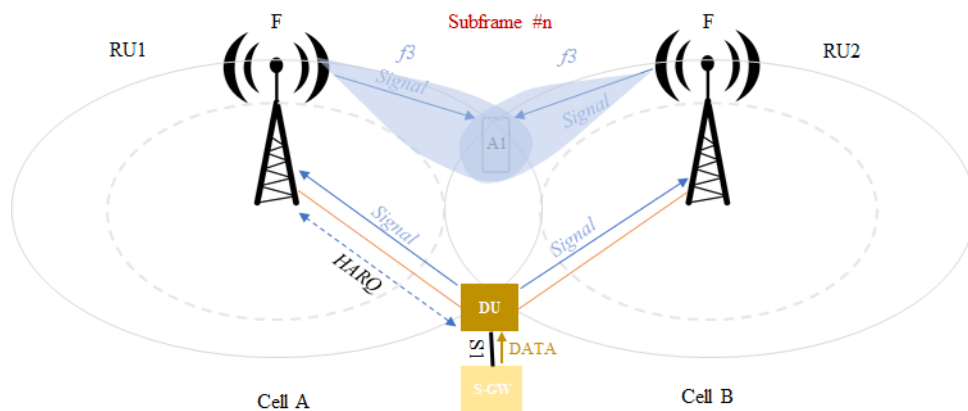 Subframe #n
F
F
RU1
RU2
f3
f3
Signal
Signal
A1
Signal
Signal
HARQ
DU
S1
DATA
S-GW
Cell A
Cell B